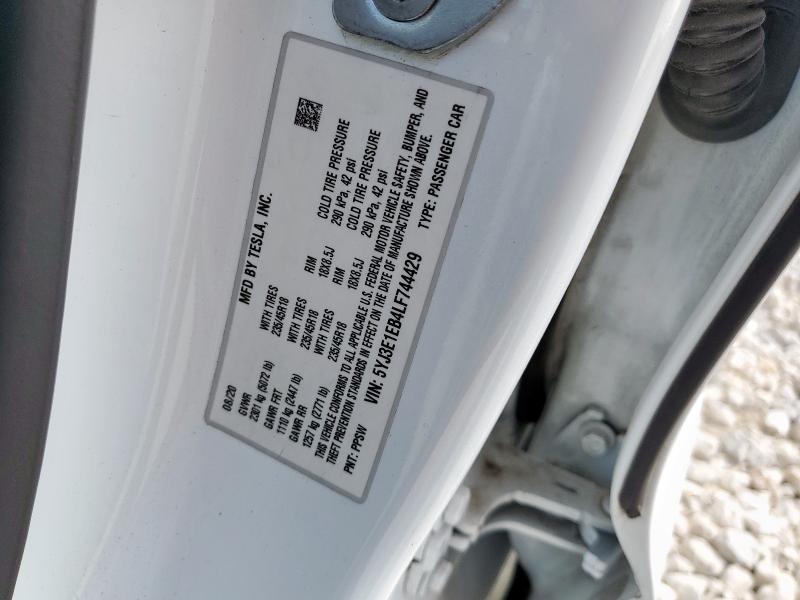 MFD BY TESLA, INC.
08/20
GVWR
2301 kg (5072 lb)
WITH TIRES
235/45R18
RIM
18X8.5J
COLD TIRE PRESSURE
290 kPa, 42 psi
GAWR FRT
1110 kg (2447 lb)
WITH TIRES
235/45R18
GAWR RR
1257 kg (2771 lb)
WITH TIRES
235/45R18
RIM
18X8.5J
COLD TIRE PRESSURE
290 kPa, 42 psi
THIS VEHICLE CONFORMS TO ALL APPLICABLE U.S. FEDERAL MOTOR VEHICLE SAFETY, BUMPER, AND
THEFT PREVENTION STANDARDS IN EFFECT ON THE DATE OF MANUFACTURE SHOWN ABOVE.
PNT: PPSW VIN: 5YJ3E1EB4LF744429 TYPE: PASSENGER CAR